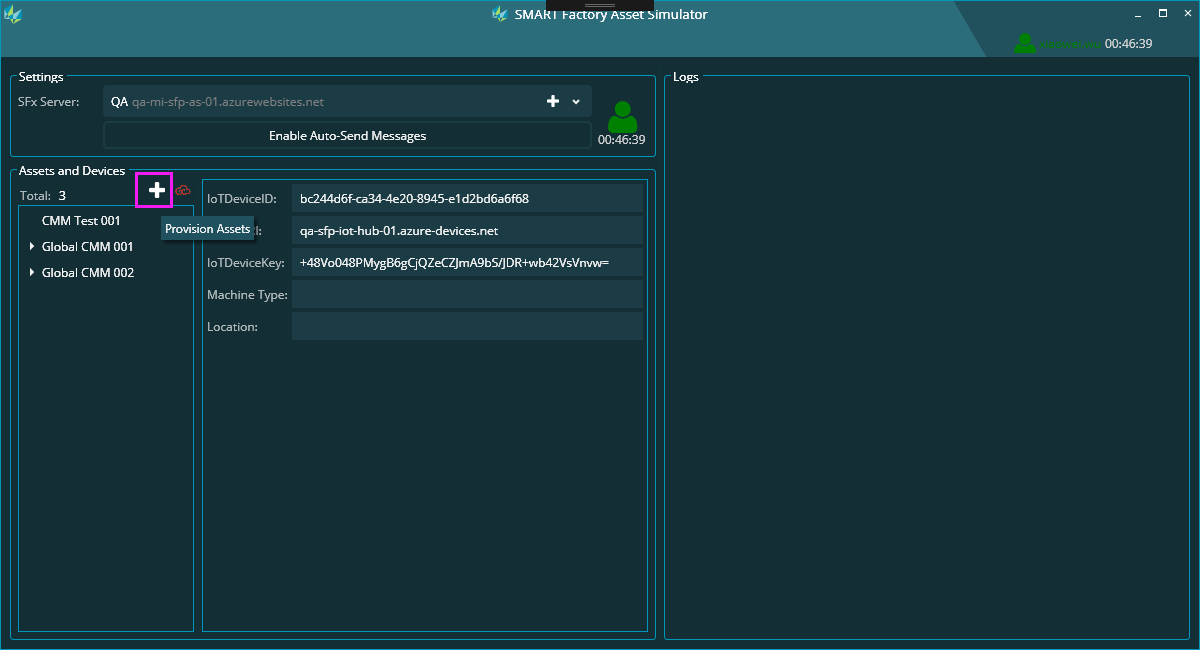 SMART Factory Asset Simulator
00:46:39
Settings
SFx Server:
QA qa-mi-sfp-as-01.azurewebsites.net
Enable Auto-Send Messages
00:46:39
Assets and Devices
Total: 3
Provision Assets
CMM Test 001
Global CMM 001
Global CMM 002
IoTDeviceID:
bc244d6f-ca34-4e20-8945-e1d2bd6a6f68
qa-sfp-iot-hub-01.azure-devices.net
IoTDeviceKey:
+48Vo048PMygB6gCjQZeCZJmA9bS/JDR+wb42VsVnvw=
Machine Type:
Location:
Logs